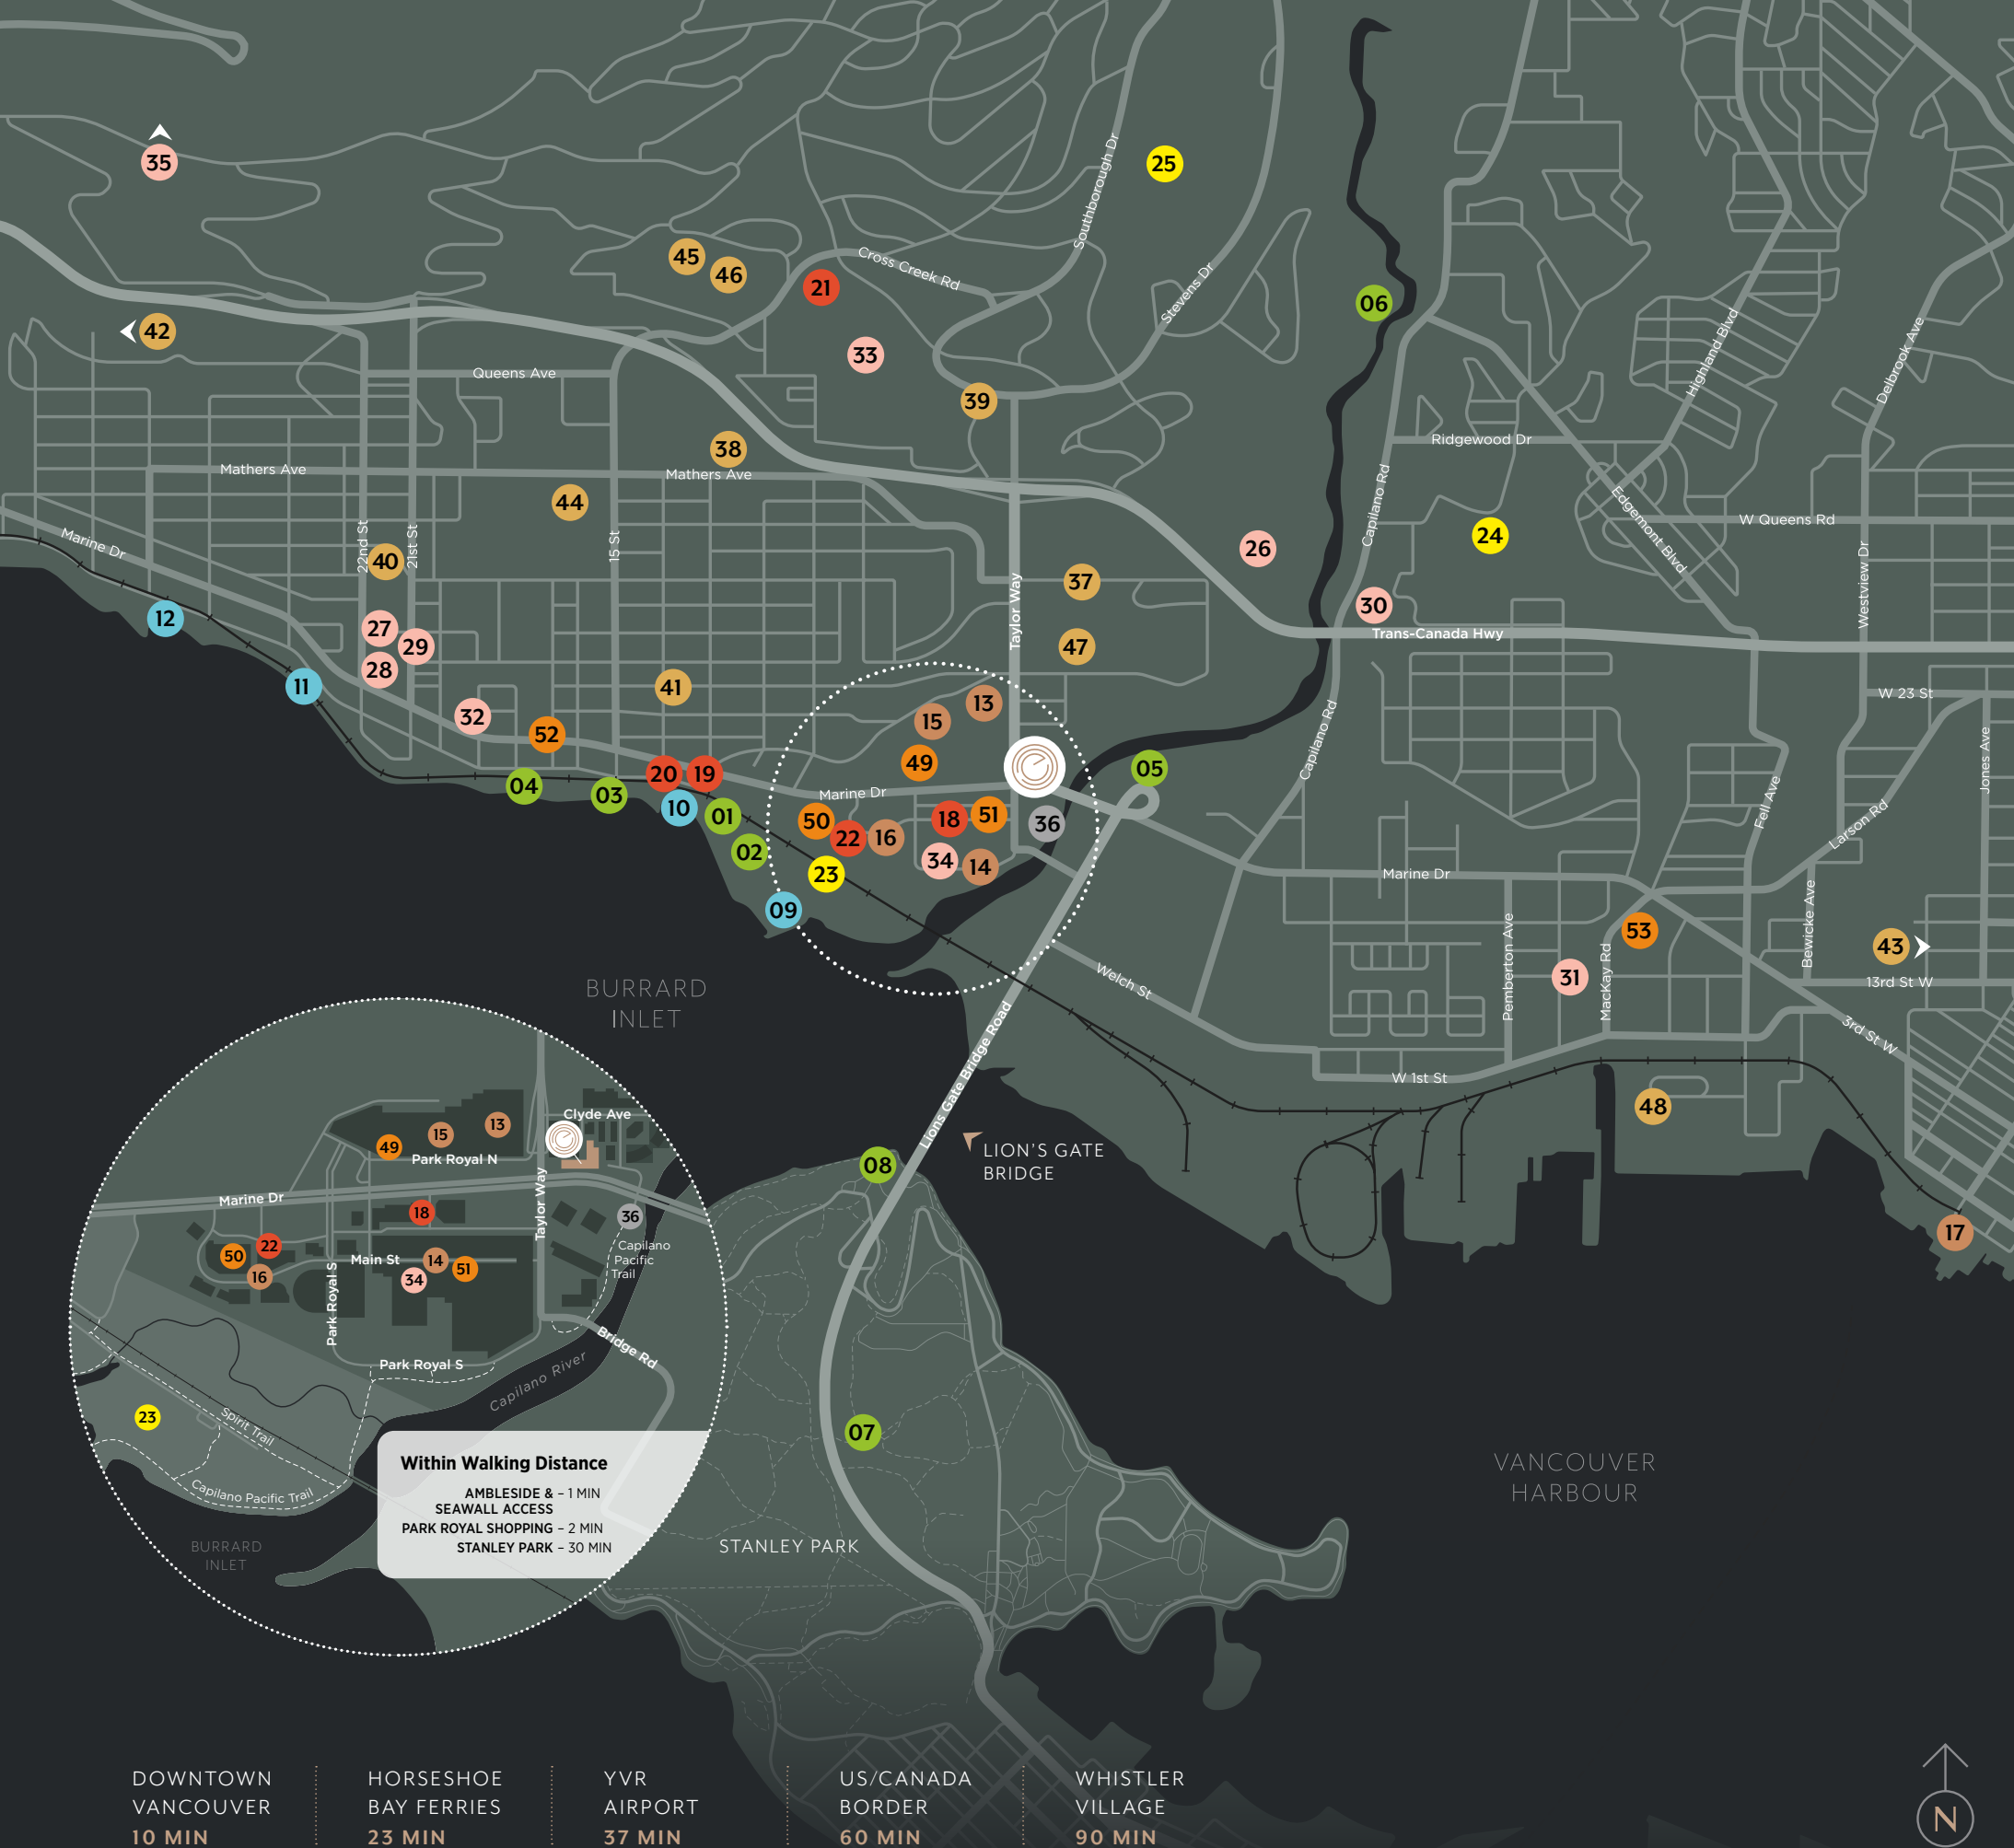 35
25
Southborough Dr
45
46
21
Cross Creek Rd
Stevens Dr
06
42
33
Queens Ave
39
Highland Blvd
Delbrook Ave
38
Ridgewood Dr
Mathers Ave
Mathers Ave
44
Capilano Rd
Edgemont Blvd
W Queens Rd
24
Marine Dr
22nd St
21st St
15 St
40
26
37
Taylor Way
Westview Dr
12
27
29
28
30
Trans-Canada Hwy
47
11
41
W 23 St
32
52
13
15
49
Capilano Rd
Jones Ave
20
19
05
04
03
10
01
Marine Dr
50
22
16
18
51
36
Fell Ave
Larson Rd
02
23
34
14
Marine Dr
09
Pemberton Ave
MacKay Rd
53
Bewicke Ave
43
31
13rd St W
BURRARD
INLET
Welch St
3rd St W
Lions Gate Bridge Road
W 1st St
48
LION'S GATE
BRIDGE
08
17
Clyde Ave
13
15
49
Park Royal N
Marine Dr
Taylor Way
18
36
50
22
16
Main St
14
51
34
Capilano
Pacific
Trail
Park Royal S
Bridge Rd
Park Royal S
Capilano River
23
Spirit Trail
Capilano Pacific Trail
BURRARD
INLET
Within Walking Distance
AMBLESIDE & – 1 MIN
SEAWALL ACCESS
PARK ROYAL SHOPPING – 2 MIN
STANLEY PARK – 30 MIN
07
STANLEY PARK
VANCOUVER
HARBOUR
DOWNTOWN
VANCOUVER
10 MIN
HORSESHOE
BAY FERRIES
23 MIN
YVR
AIRPORT
37 MIN
US/CANADA
BORDER
60 MIN
WHISTLER
VILLAGE
90 MIN
N